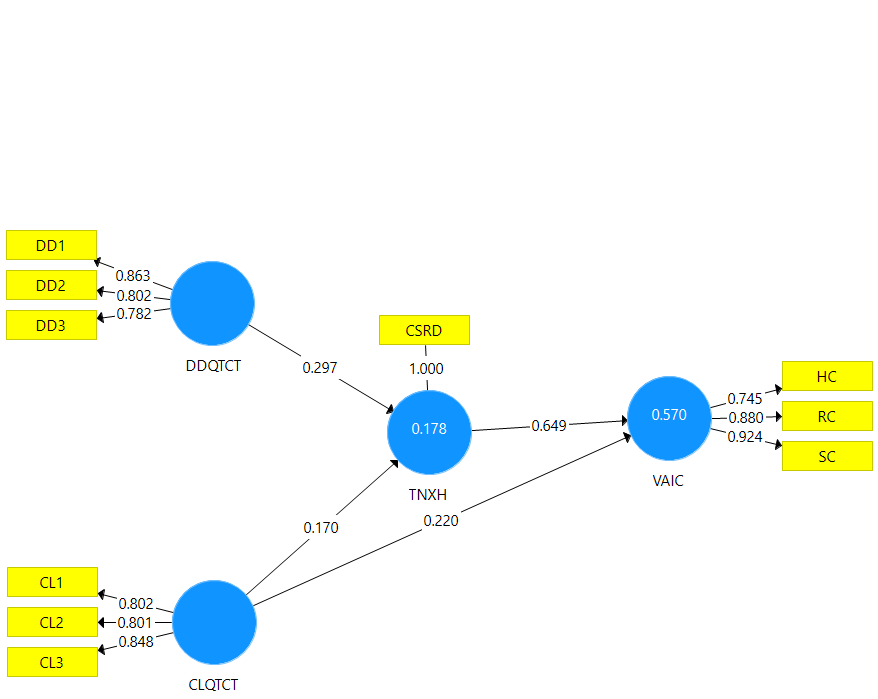 DD1
DD2
DD3
0.863
0.802
0.782
DDQTCT
0.297
CSRD
1.000
0.178
TNXH
0.649
0.570
VAIC
0.745
0.880
0.924
HC
RC
SC
0.170
0.220
CL1
CL2
CL3
0.802
0.801
0.848
CLQTCT